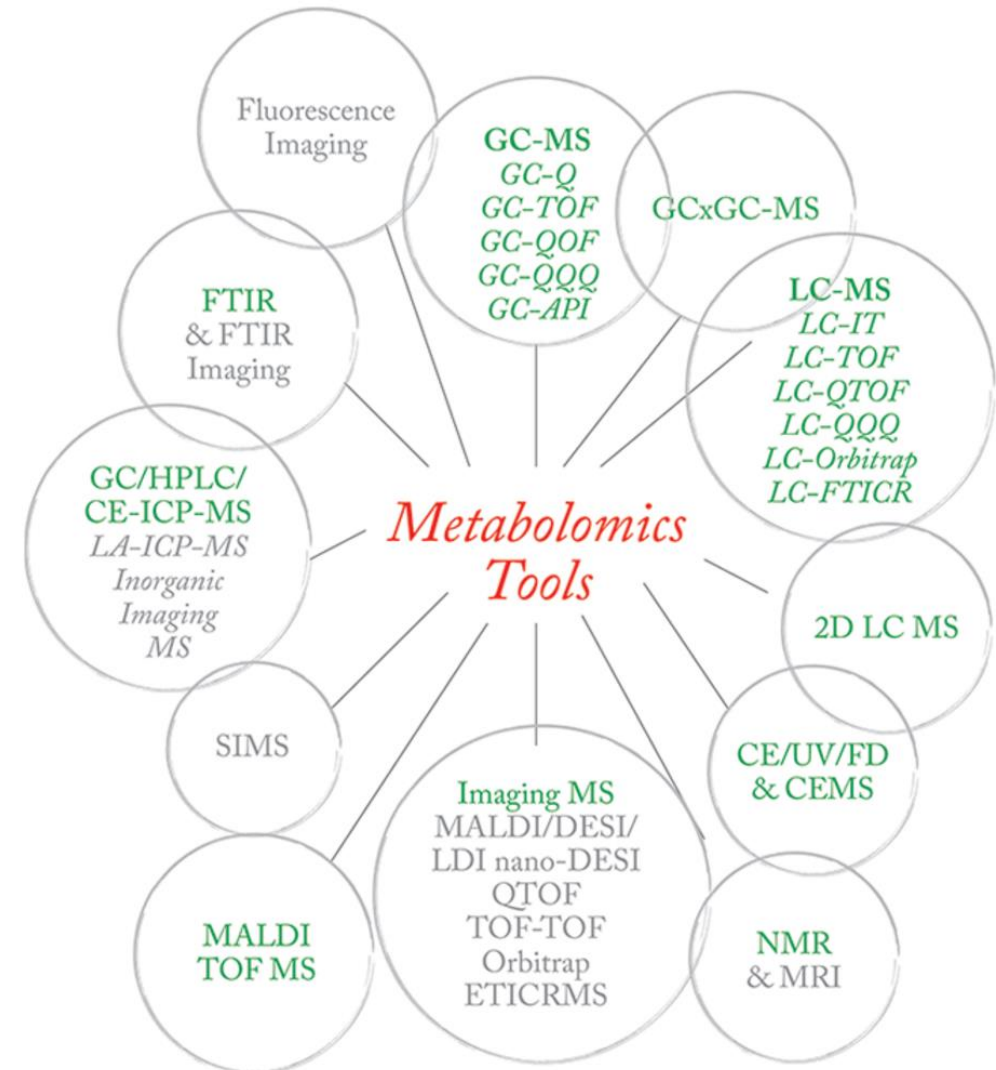 Fluorescence
Imaging
GC-MS
GC-Q
GC-TOF
GC-QOF
GC-QQQ
GC-API
GCxGC-MS
LC-MS
LC-IT
LC-TOF
LC-QTOF
LC-QQQ
LC-Orbitrap
LC-FTICR
FTIR
& FTIR
Imaging
GC/HPLC/
CE-ICP-MS
LA-ICP-MS
Inorganic
Imaging
MS
Metabolomics
Tools
2D LC MS
SIMS
CE/UV/FD
& CEMS
Imaging MS
MALDI/DESI/
LDI nano-DESI
QTOF
TOF-TOF
Orbitrap
ETICRMS
MALDI
TOF MS
NMR
& MRI